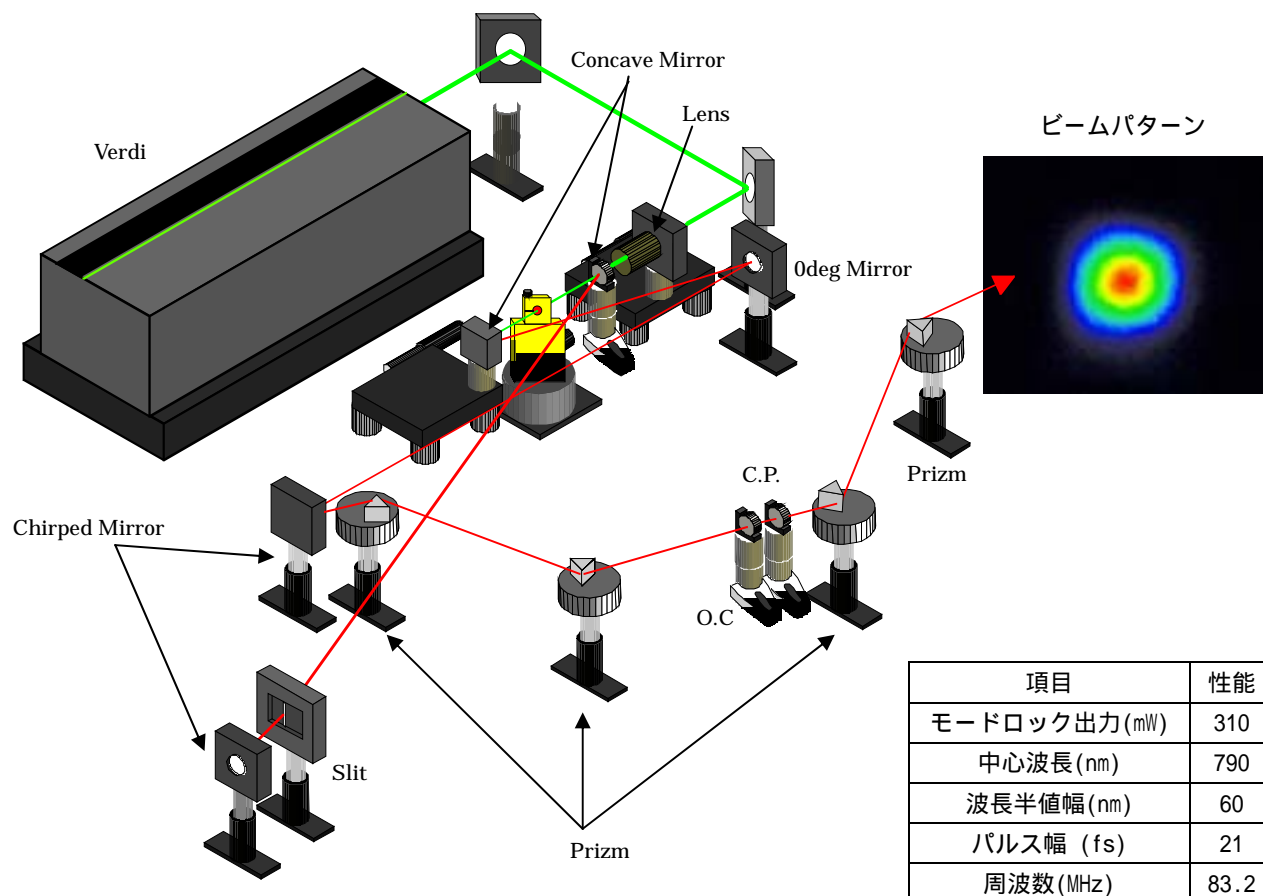 Concave Mirror
Lens
Verdi
ビームパターン
0deg Mirror
Prizm
C.P.
Chirped Mirror
O.C
Slit
Prizm
項目 性能
モードロック出力(mW) 310
中心波長(nm) 790
波長半値幅(nm) 60
パルス幅 (fs) 21
周波数(MHz) 83.2